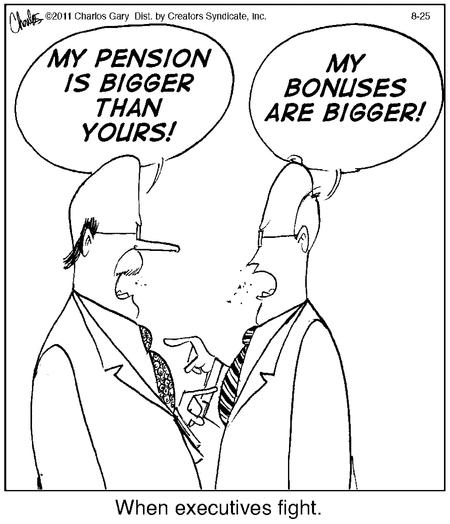 Charlos
©2011 Charlos Gary Dist. by Creators Syndicate, Inc.
8-25
MY PENSION
IS BIGGER
THAN
YOURS!
MY
BONUSES
ARE BIGGER!
When executives fight.